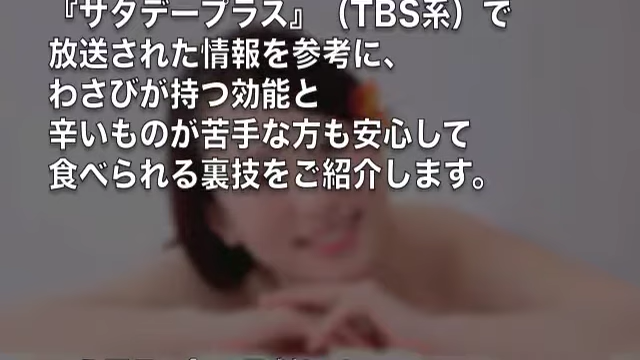 『サタデープラス』（TBS系）で
放送された情報を参考に、
わさびが持つ効能と
辛いものが苦手な方も安心して
食べられる裏技をご紹介します。